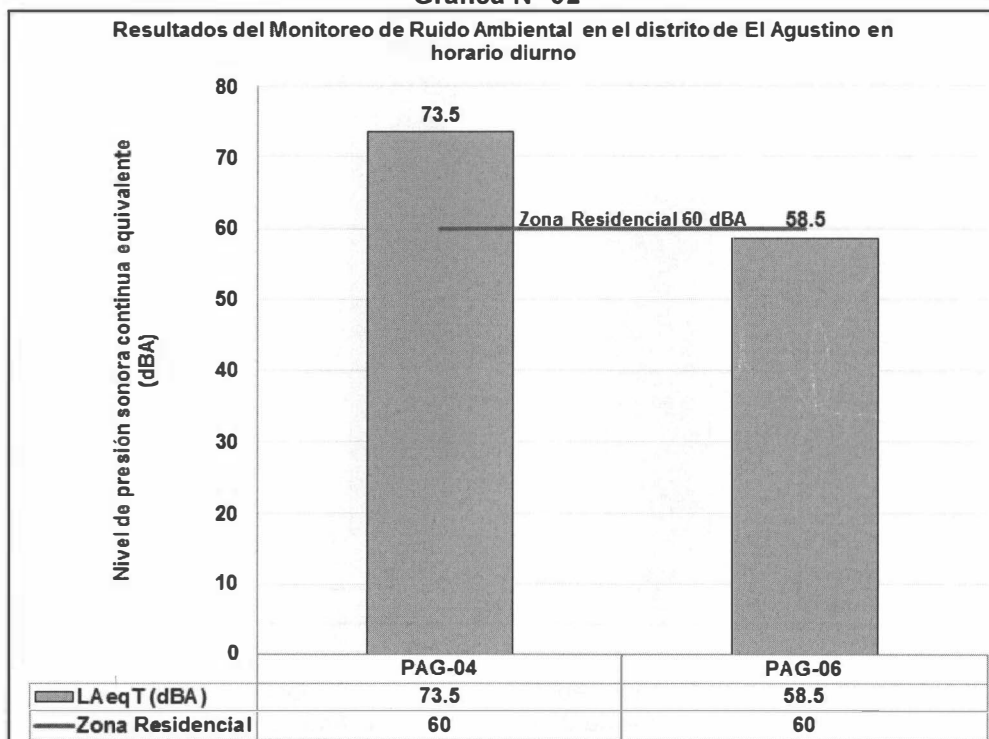 Resultados del Monitoreo de Ruido Ambiental en el distrito de El Agustino en
horario diurno
Nivel de presión sonora continua equivalente
(dBA)
80
70
60
50
40
30
20
10
0
73.5
Zona Residencial 60 dBA
58.5
PAG-04 PAG-06
LAeqT (dBA) 73.5 58.5
Zona Residencial 60 60